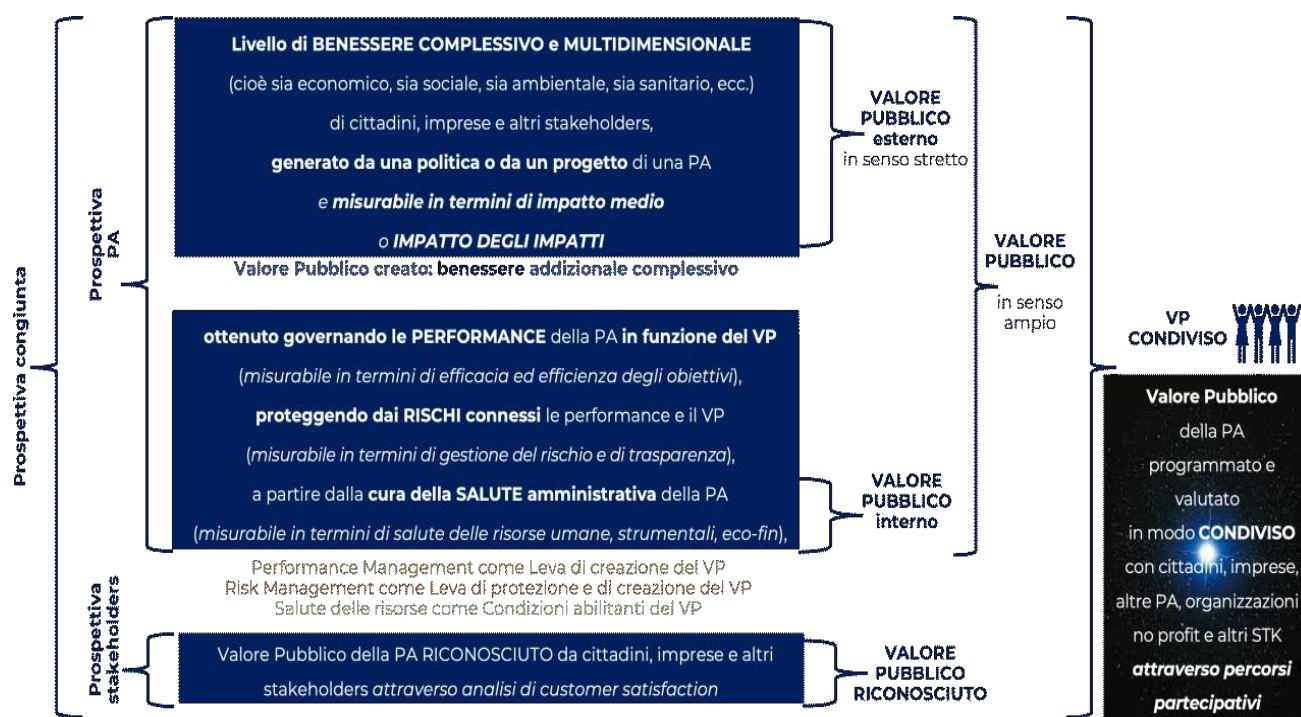 Prospettiva congiunta
Prospettiva
PA
Livello di BENESSERE COMPLESSIVO e MULTIDIMENSIONALE
(cioè sia economico, sia sociale, sia ambientale, sia sanitario, ecc.)
di cittadini, imprese e altri stakeholders,
generato da una politica o da un progetto di una PA
e misurabile in termini di impatto medio
o IMPATTO DEGLI IMPATTI
Valore Pubblico creato: benessere addizionale complessivo
VALORE
PUBBLICO
esterno
in senso stretto
ottenuto governando le PERFORMANCE della PA in funzione del VP
(misurabile in termini di efficacia ed efficienza degli obiettivi),
proteggendo dai RISCHI connessi le performance e il VP
(misurabile in termini di gestione del rischio e di trasparenza),
a partire dalla cura della SALUTE amministrativa della PA
(misurabile in termini di salute delle risorse umane, strumentali, eco-fin),
VALORE
PUBBLICO
interno
Performance Management come Leva di creazione del VP
Risk Management come Leva di protezione e di creazione del VP
Salute delle risorse come Condizioni abilitanti del VP
VALORE
PUBBLICO
in senso
ampio
Prospettiva
stakeholders
Valore Pubblico della PA RICONOSCIUTO da cittadini, imprese e altri
stakeholders attraverso analisi di customer satisfaction
VALORE
PUBBLICO
RICONOSCIUTO
VP
CONDIVISO
Valore Pubblico
della PA
programmato e
valutato
in modo CONDIVISO
con cittadini, imprese,
altre PA, organizzazioni
no profit e altri STK
attraverso percorsi
partecipativi